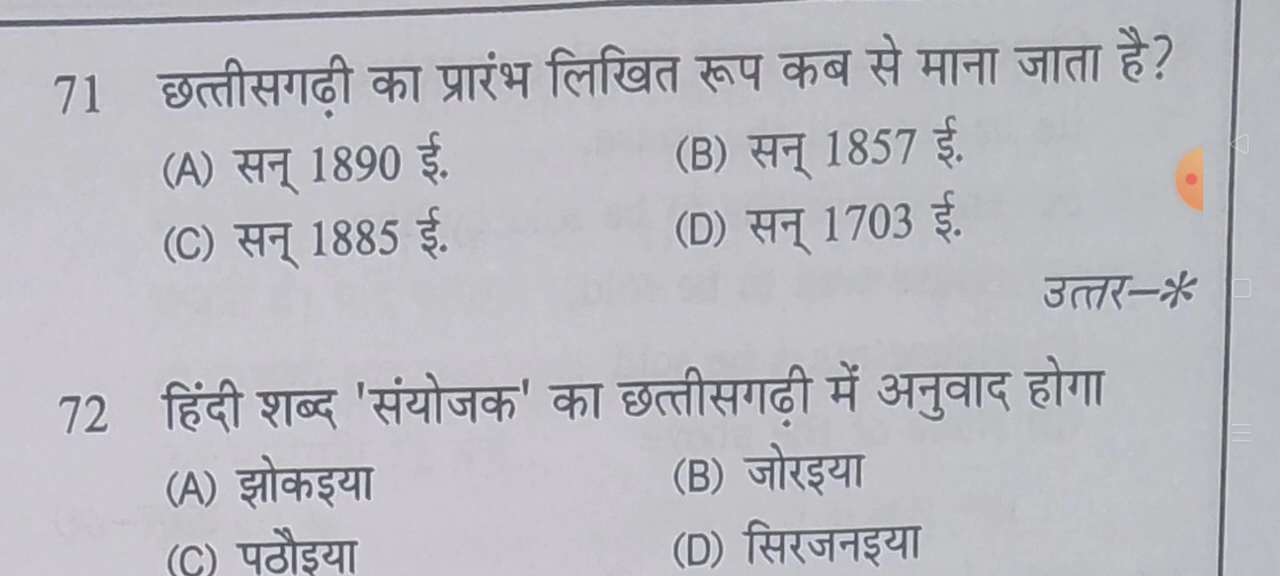 71 छत्तीसगढ़ी का प्रारंभ लिखित रूप कब से माना जाता है?
(A) सन् 1890 ई. (B) सन् 1857 ई.
(C) सन् 1885 ई. (D) सन् 1703 ई.
उत्तर–*
72 हिंदी शब्द 'संयोजक' का छत्तीसगढ़ी में अनुवाद होगा
(A) झोकइया (B) जोरइया
(C) पठौइया (D) सिरजनइया